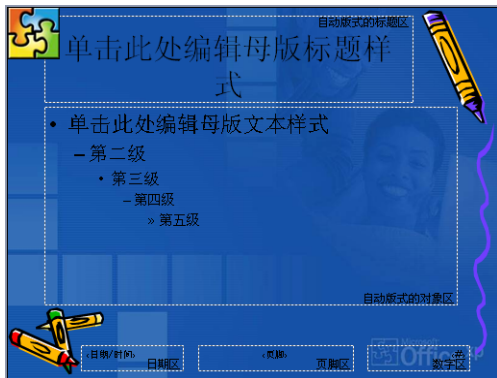 自动版式的标题区
单击此处编辑母版标题样
式
• 单击此处编辑母版文本样式
– 第二级
• 第三级
– 第四级
» 第五级
自动版式的对象区
‹日期/时间›
日期区
‹页脚›
页脚区
Microsoft
Office XP
‹#›
数字区